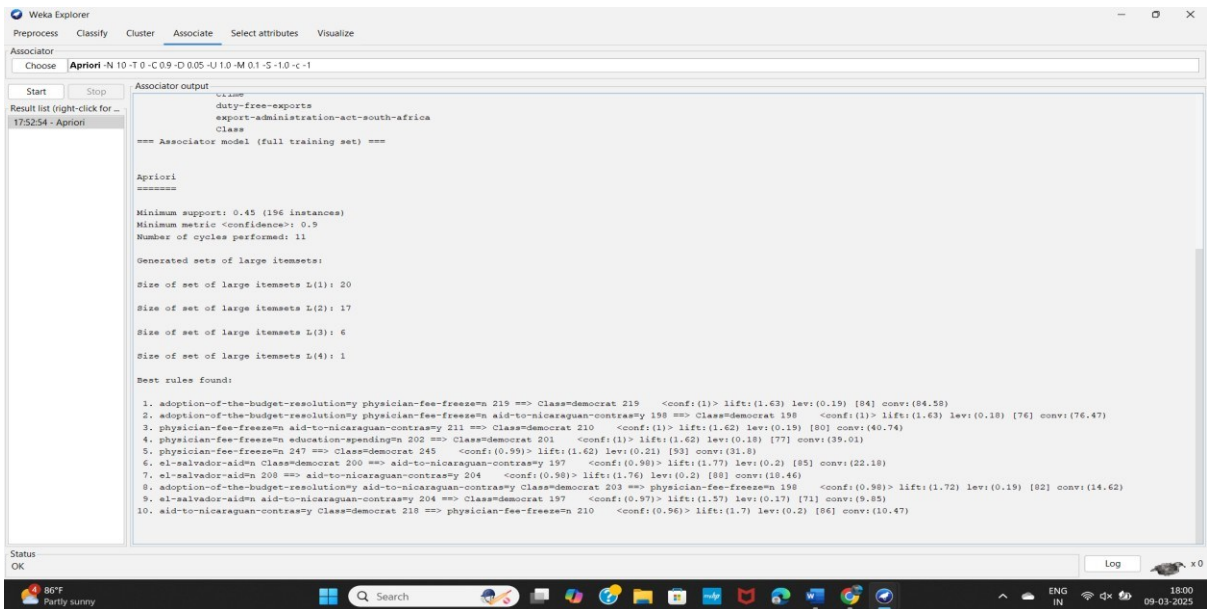 Weka Explorer
Preprocess Classify Cluster Associate Select attributes Visualize
Associator
Choose Apriori -N 10 -T 0 -C 0.9 -D 0.05 -U 1.0 -M 0.1 -S -1.0 -c -1
Start Stop
Result list (right-click for ...
17:52:54 - Apriori
Associator output
crime
duty-free-exports
export-administration-act-south-africa
Class
=== Associator model (full training set) ===
Apriori
=======
Minimum support: 0.45 (196 instances)
Minimum metric <confidence>: 0.9
Number of cycles performed: 11
Generated sets of large itemsets:
Size of set of large itemsets L(1): 20
Size of set of large itemsets L(2): 17
Size of set of large itemsets L(3): 6
Size of set of large itemsets L(4): 1
Best rules found:
1. adoption-of-the-budget-resolution=y physician-fee-freeze=n 219 ==> Class=democrat 219 <conf:(1)> lift:(1.63) lev:(0.19) [84] conv:(84.58)
2. adoption-of-the-budget-resolution=y physician-fee-freeze=n aid-to-nicaraguan-contras=y 198 ==> Class=democrat 198 <conf:(1)> lift:(1.63) lev:(0.18) [76] conv:(76.47)
3. physician-fee-freeze=n aid-to-nicaraguan-contras=y 211 ==> Class=democrat 210 <conf:(1)> lift:(1.62) lev:(0.19) [80] conv:(40.74)
4. physician-fee-freeze=n education-spending=n 202 ==> Class=democrat 201 <conf:(1)> lift:(1.62) lev:(0.18) [77] conv:(39.01)
5. physician-fee-freeze=n 247 ==> Class=democrat 245 <conf:(0.99)> lift:(1.62) lev:(0.21) [93] conv:(31.8)
6. el-salvador-aid=n Class=democrat 200 ==> aid-to-nicaraguan-contras=y 197 <conf:(0.98)> lift:(1.77) lev:(0.2) [85] conv:(22.18)
7. el-salvador-aid=n 208 ==> aid-to-nicaraguan-contras=y 204 <conf:(0.98)> lift:(1.76) lev:(0.2) [88] conv:(18.46)
8. adoption-of-the-budget-resolution=y aid-to-nicaraguan-contras=y Class=democrat 203 ==> physician-fee-freeze=n 198 <conf:(0.98)> lift:(1.72) lev:(0.19) [82] conv:(14.62)
9. el-salvador-aid=n aid-to-nicaraguan-contras=y 204 ==> Class=democrat 197 <conf:(0.97)> lift:(1.57) lev:(0.17) [71] conv:(9.85)
10. aid-to-nicaraguan-contras=y Class=democrat 218 ==> physician-fee-freeze=n 210 <conf:(0.96)> lift:(1.7) lev:(0.2) [86] conv:(10.47)
Status
OK
Log
x 0
86°F
Partly sunny
Search
ENG
IN
18:00
09-03-2025